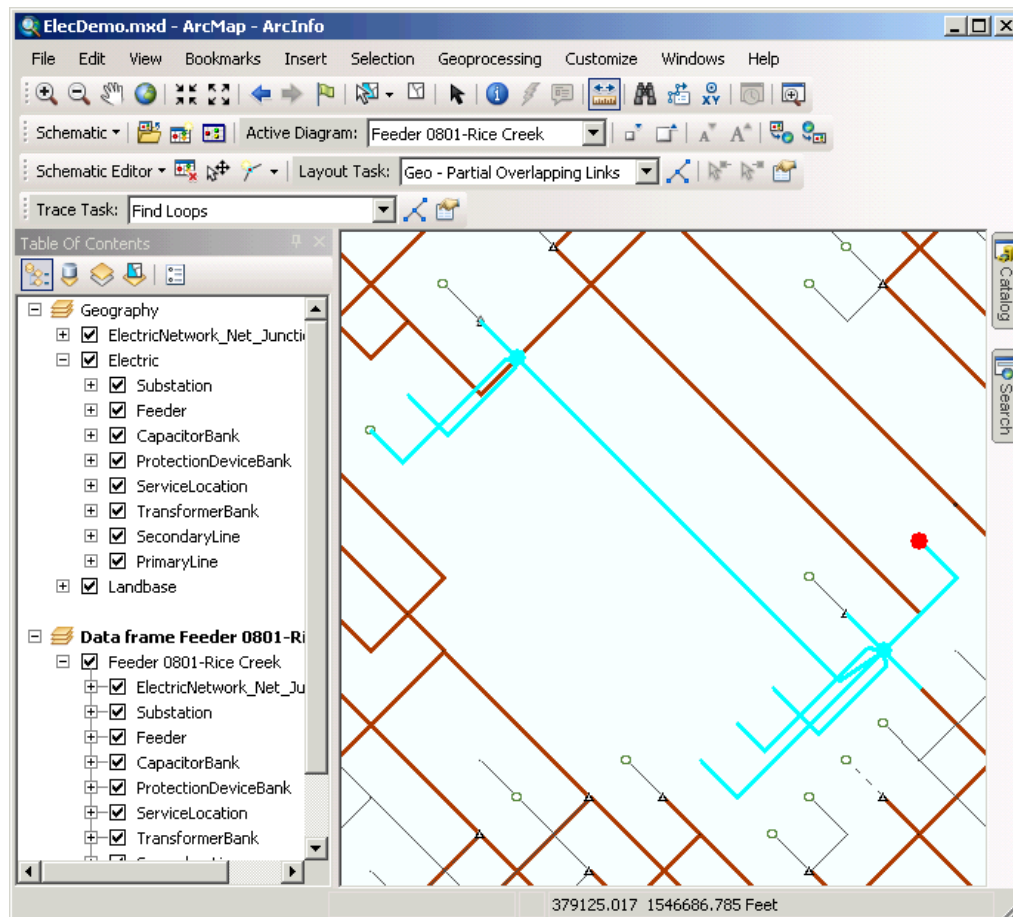 ElecDemo.mxd - ArcMap - ArcInfo
File Edit View Bookmarks Insert Selection Geoprocessing Customize Windows Help
XY
Schematic Active Diagram: Feeder 0801-Rice Creek A A
Schematic Editor Layout Task: Geo - Partial Overlapping Links
Trace Task: Find Loops
Table Of Contents
Geography
ElectricNetwork_Net_Juncti
Electric
Substation
Feeder
CapacitorBank
ProtectionDeviceBank
ServiceLocation
TransformerBank
SecondaryLine
PrimaryLine
Landbase
Data frame Feeder 0801-Ri
Feeder 0801-Rice Creek
ElectricNetwork_Net_Ju
Substation
Feeder
CapacitorBank
ProtectionDeviceBank
ServiceLocation
TransformerBank
Catalog
Search
379125.017 1546686.785 Feet